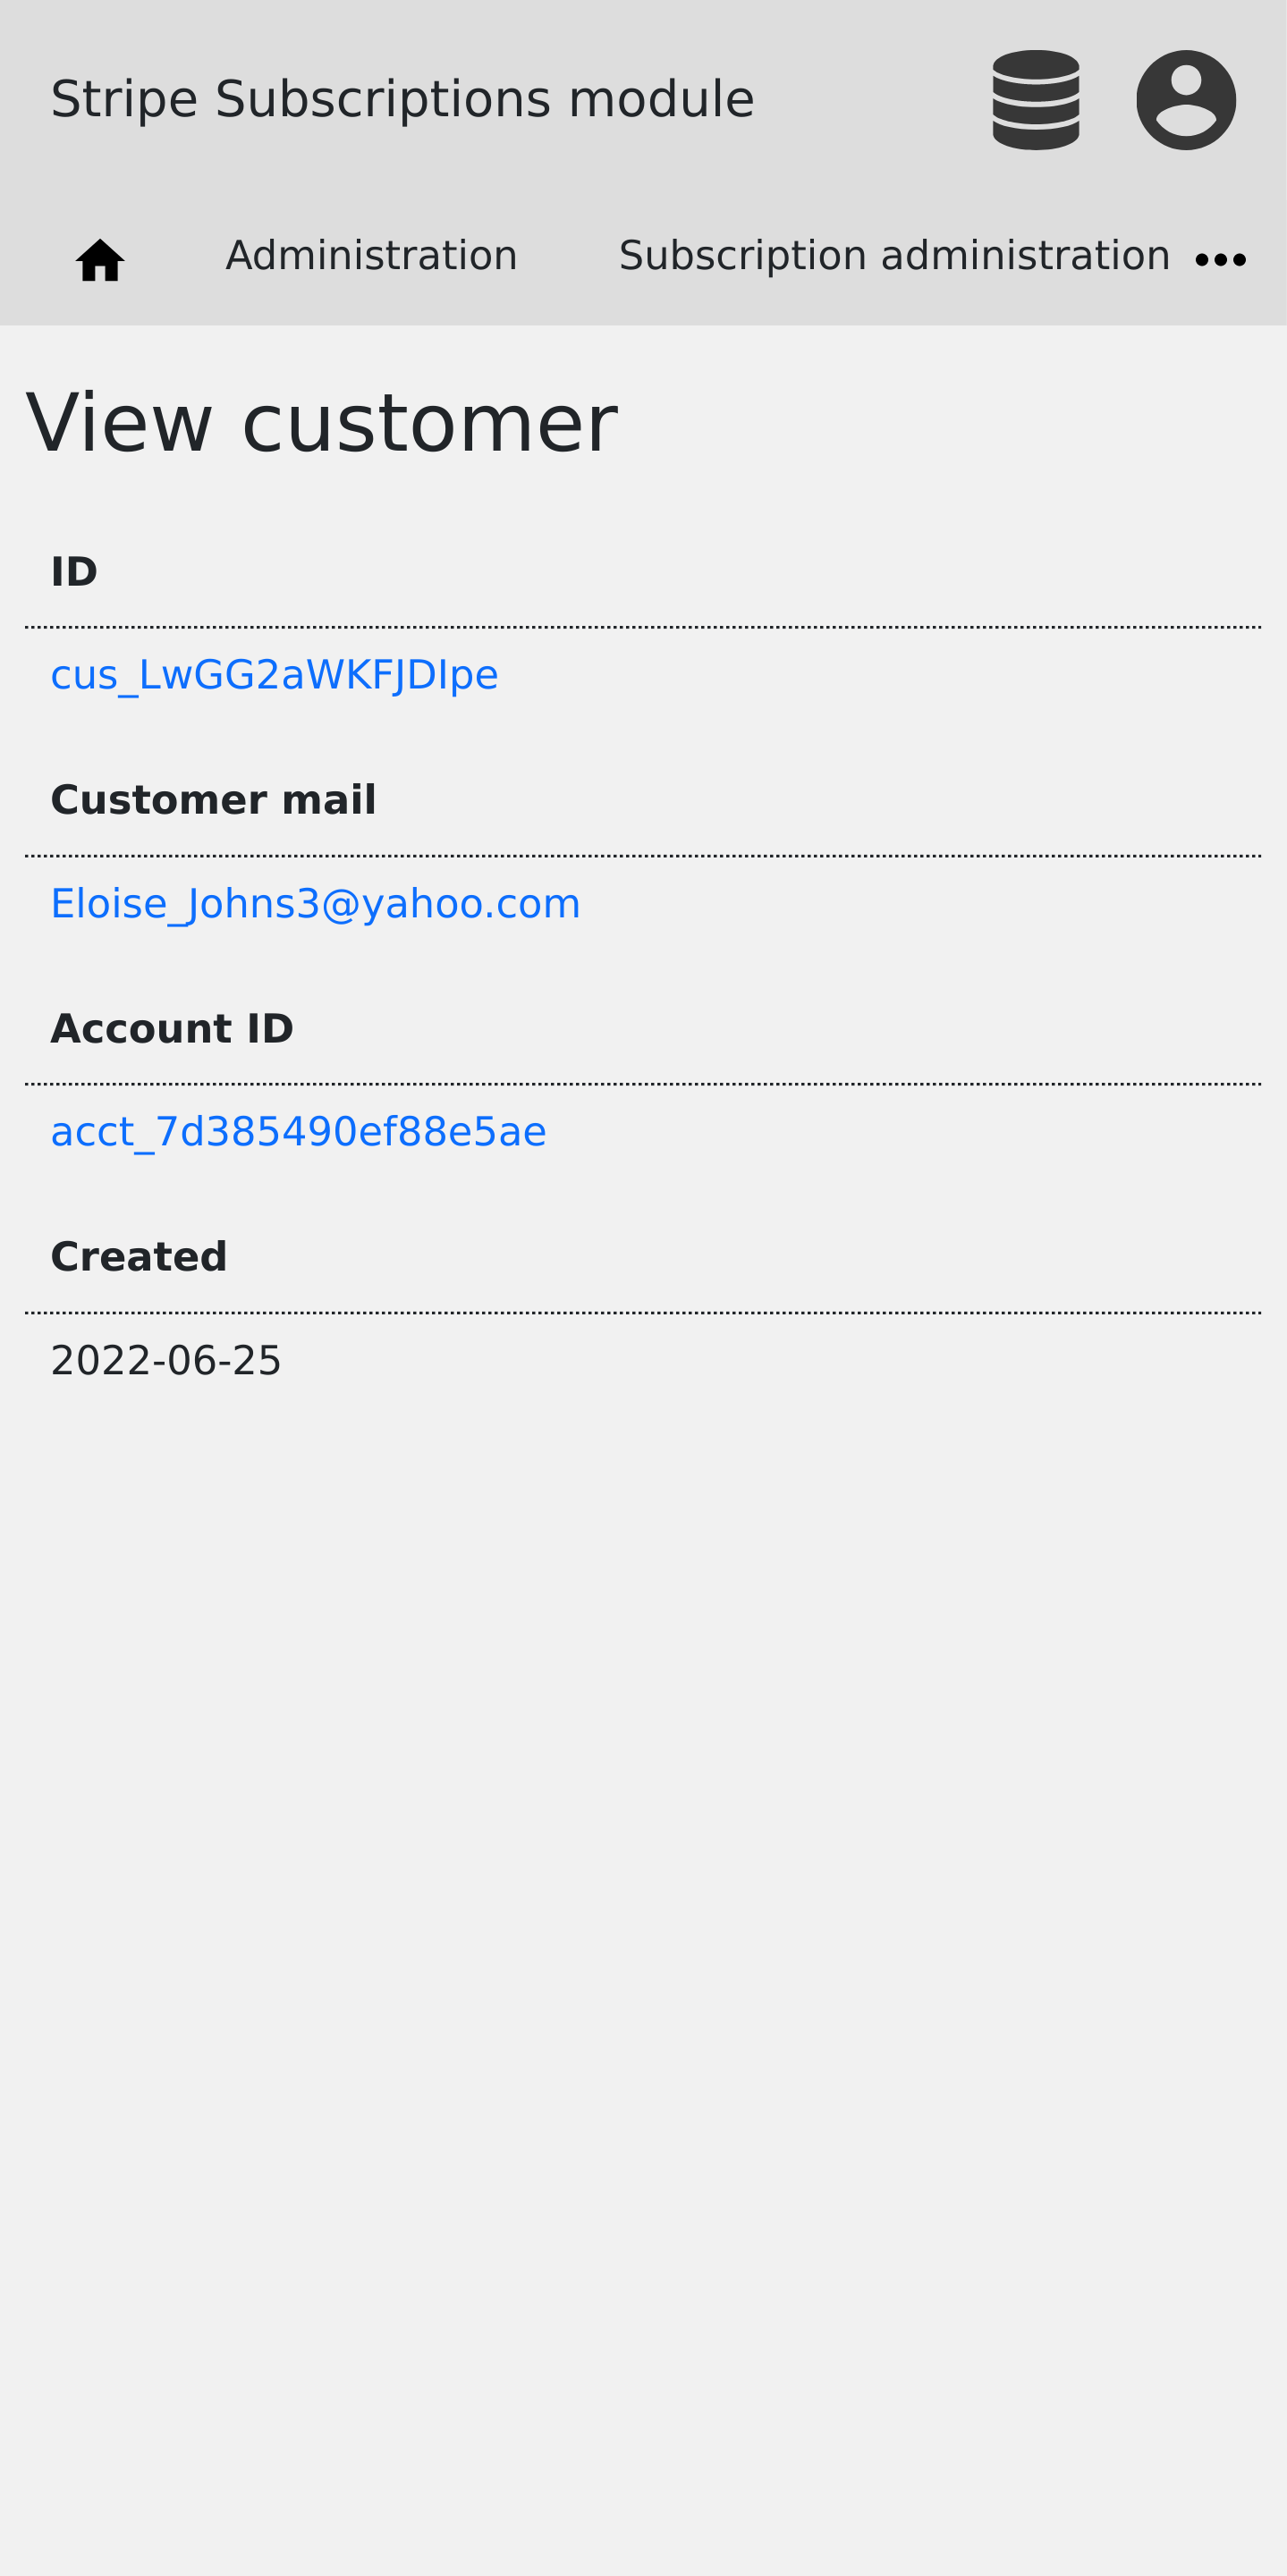 Stripe Subscriptions module
Administration Subscription administration
View customer
ID
cus_LwGG2aWKFJDIpe
Customer mail
Eloise_Johns3@yahoo.com
Account ID
acct_7d385490ef88e5ae
Created
2022-06-25